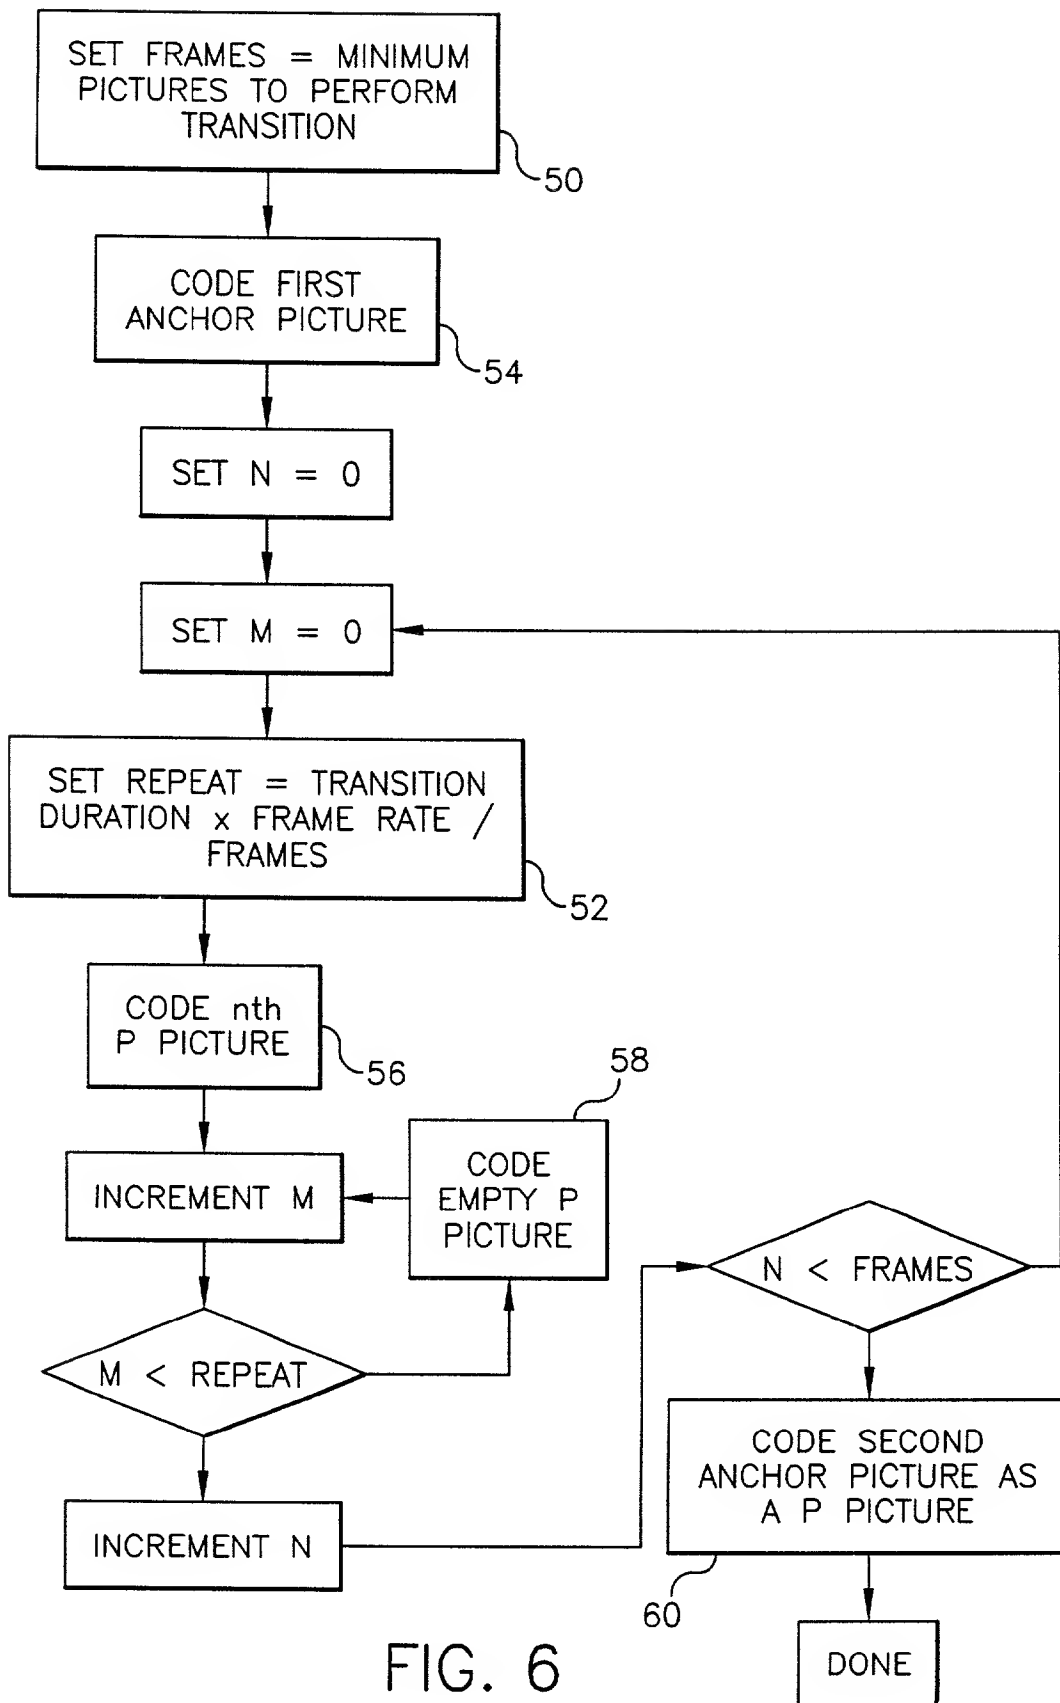 SET FRAMES = MINIMUM
PICTURES TO PERFORM
TRANSITION
50
CODE FIRST
ANCHOR PICTURE
54
SET N = 0
SET M = 0
SET REPEAT = TRANSITION
DURATION x FRAME RATE /
FRAMES
52
CODE nth
P PICTURE
56
58
CODE
EMPTY P
PICTURE
INCREMENT M
M < REPEAT
INCREMENT N
N < FRAMES
CODE SECOND
ANCHOR PICTURE AS
A P PICTURE
60
DONE
FIG. 6